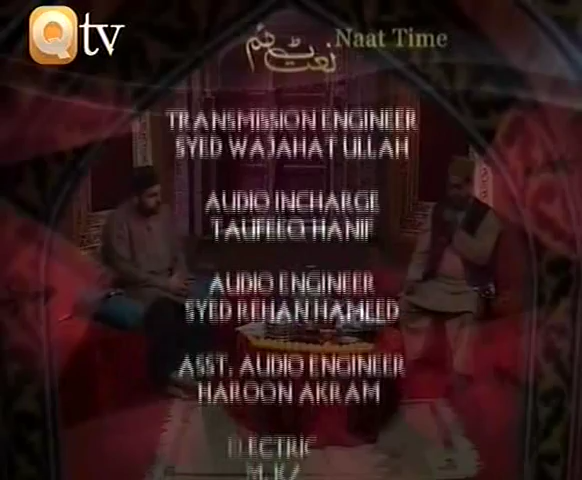 Qtv
نعت ٹائم Naat Time
TRANSMISSION ENGINEER
SYED WAJAHAT ULLAH
AUDIO INCHARGE
TAUFEEQ HANIF
AUDIO ENGINEER
SYED REHAN HAMEED
ASST. AUDIO ENGINEER
HAROON AKRAM
ELECTRIC